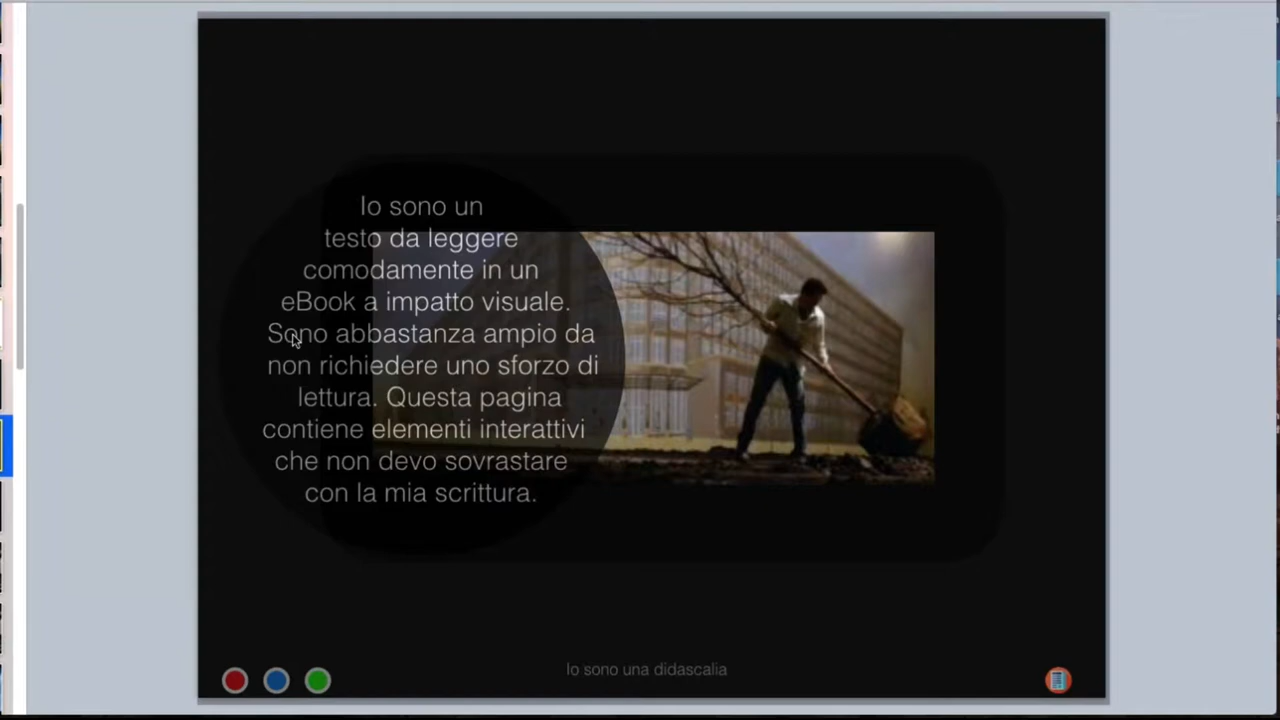 Io sono un
testo da leggere
comodamente in un
eBook a impatto visuale.
Sono abbastanza ampio da
non richiedere uno sforzo di
lettura. Questa pagina
contiene elementi interattivi
che non devo sovrastare
con la mia scrittura.
Io sono una didascalia